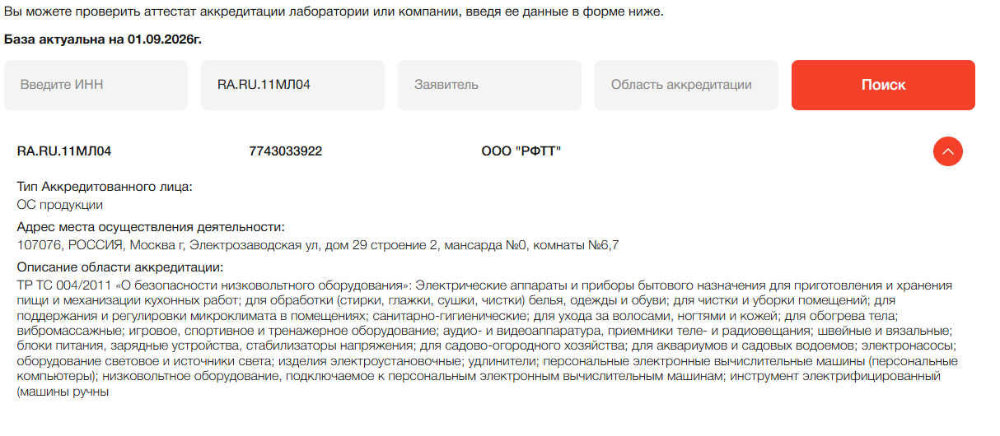 Вы можете проверить аттестат аккредитации лаборатории или компании, введя ее данные в форме ниже.
База актуальна на 01.09.2026г.
Введите ИНН
RA.RU.11МЛ04
Заявитель
Область аккредитации
Поиск
RA.RU.11МЛ04 7743033922 ООО "РФТТ"
Тип Аккредитованного лица:
ОС продукции
Адрес места осуществления деятельности:
107076, РОССИЯ, Москва г, Электрозаводская ул, дом 29 строение 2, мансарда №0, комнаты №6,7
Описание области аккредитации:
ТР ТС 004/2011 «О безопасности низковольтного оборудования»: Электрические аппараты и приборы бытового назначения для приготовления и хранения
пищи и механизации кухонных работ; для обработки (стирки, глажки, сушки, чистки) белья, одежды и обуви; для чистки и уборки помещений; для
поддержания и регулировки микроклимата в помещениях; санитарно-гигиенические; для ухода за волосами, ногтями и кожей; для обогрева тела;
вибромассажные; игровое, спортивное и тренажерное оборудование; аудио- и видеоаппаратура, приемники теле- и радиовещания; швейные и вязальные;
блоки питания, зарядные устройства, стабилизаторы напряжения; для садово-огородного хозяйства; для аквариумов и садовых водоемов; электронасосы;
оборудование световое и источники света; изделия электроустановочные; удлинители; персональные электронные вычислительные машины (персональные
компьютеры); низковольтное оборудование, подключаемое к персональным электронным вычислительным машинам; инструмент электрифицированный
(машины ручны